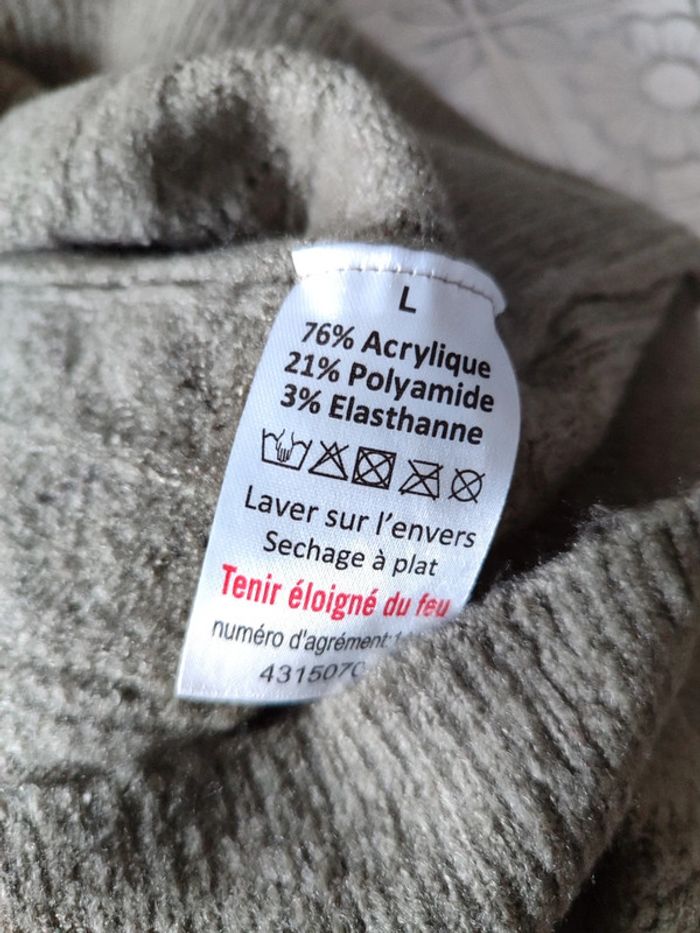 L
76% Acrylique
21% Polyamide
3% Elasthanne
Laver sur l'envers
Sechage à plat
Tenir éloigné du feu
numéro d'agrément:
4315070